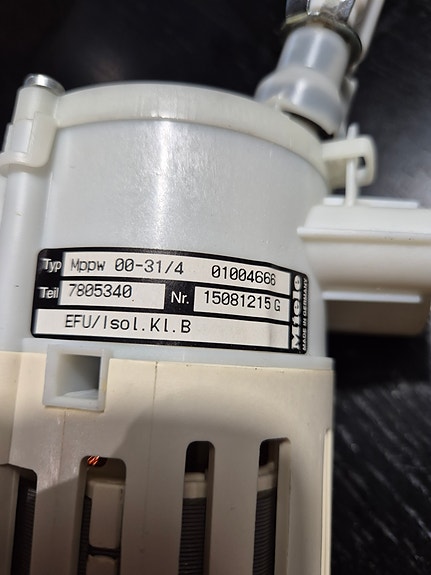 Typ Mppw 00-31/4 01004666
Teil 7805340 Nr. 15081215 G
EFU/Isol.Kl.B
Miele
MADE IN GERMANY